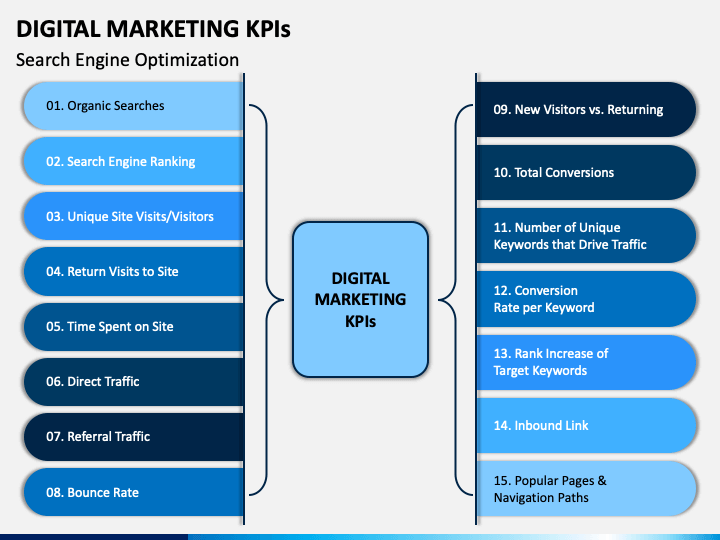 DIGITAL MARKETING KPIs
Search Engine Optimization
01. Organic Searches
02. Search Engine Ranking
03. Unique Site Visits/Visitors
04. Return Visits to Site
05. Time Spent on Site
06. Direct Traffic
07. Referral Traffic
08. Bounce Rate
DIGITAL
MARKETING
KPIs
09. New Visitors vs. Returning
10. Total Conversions
11. Number of Unique
Keywords that Drive Traffic
12. Conversion
Rate per Keyword
13. Rank Increase of
Target Keywords
14. Inbound Link
15. Popular Pages &
Navigation Paths